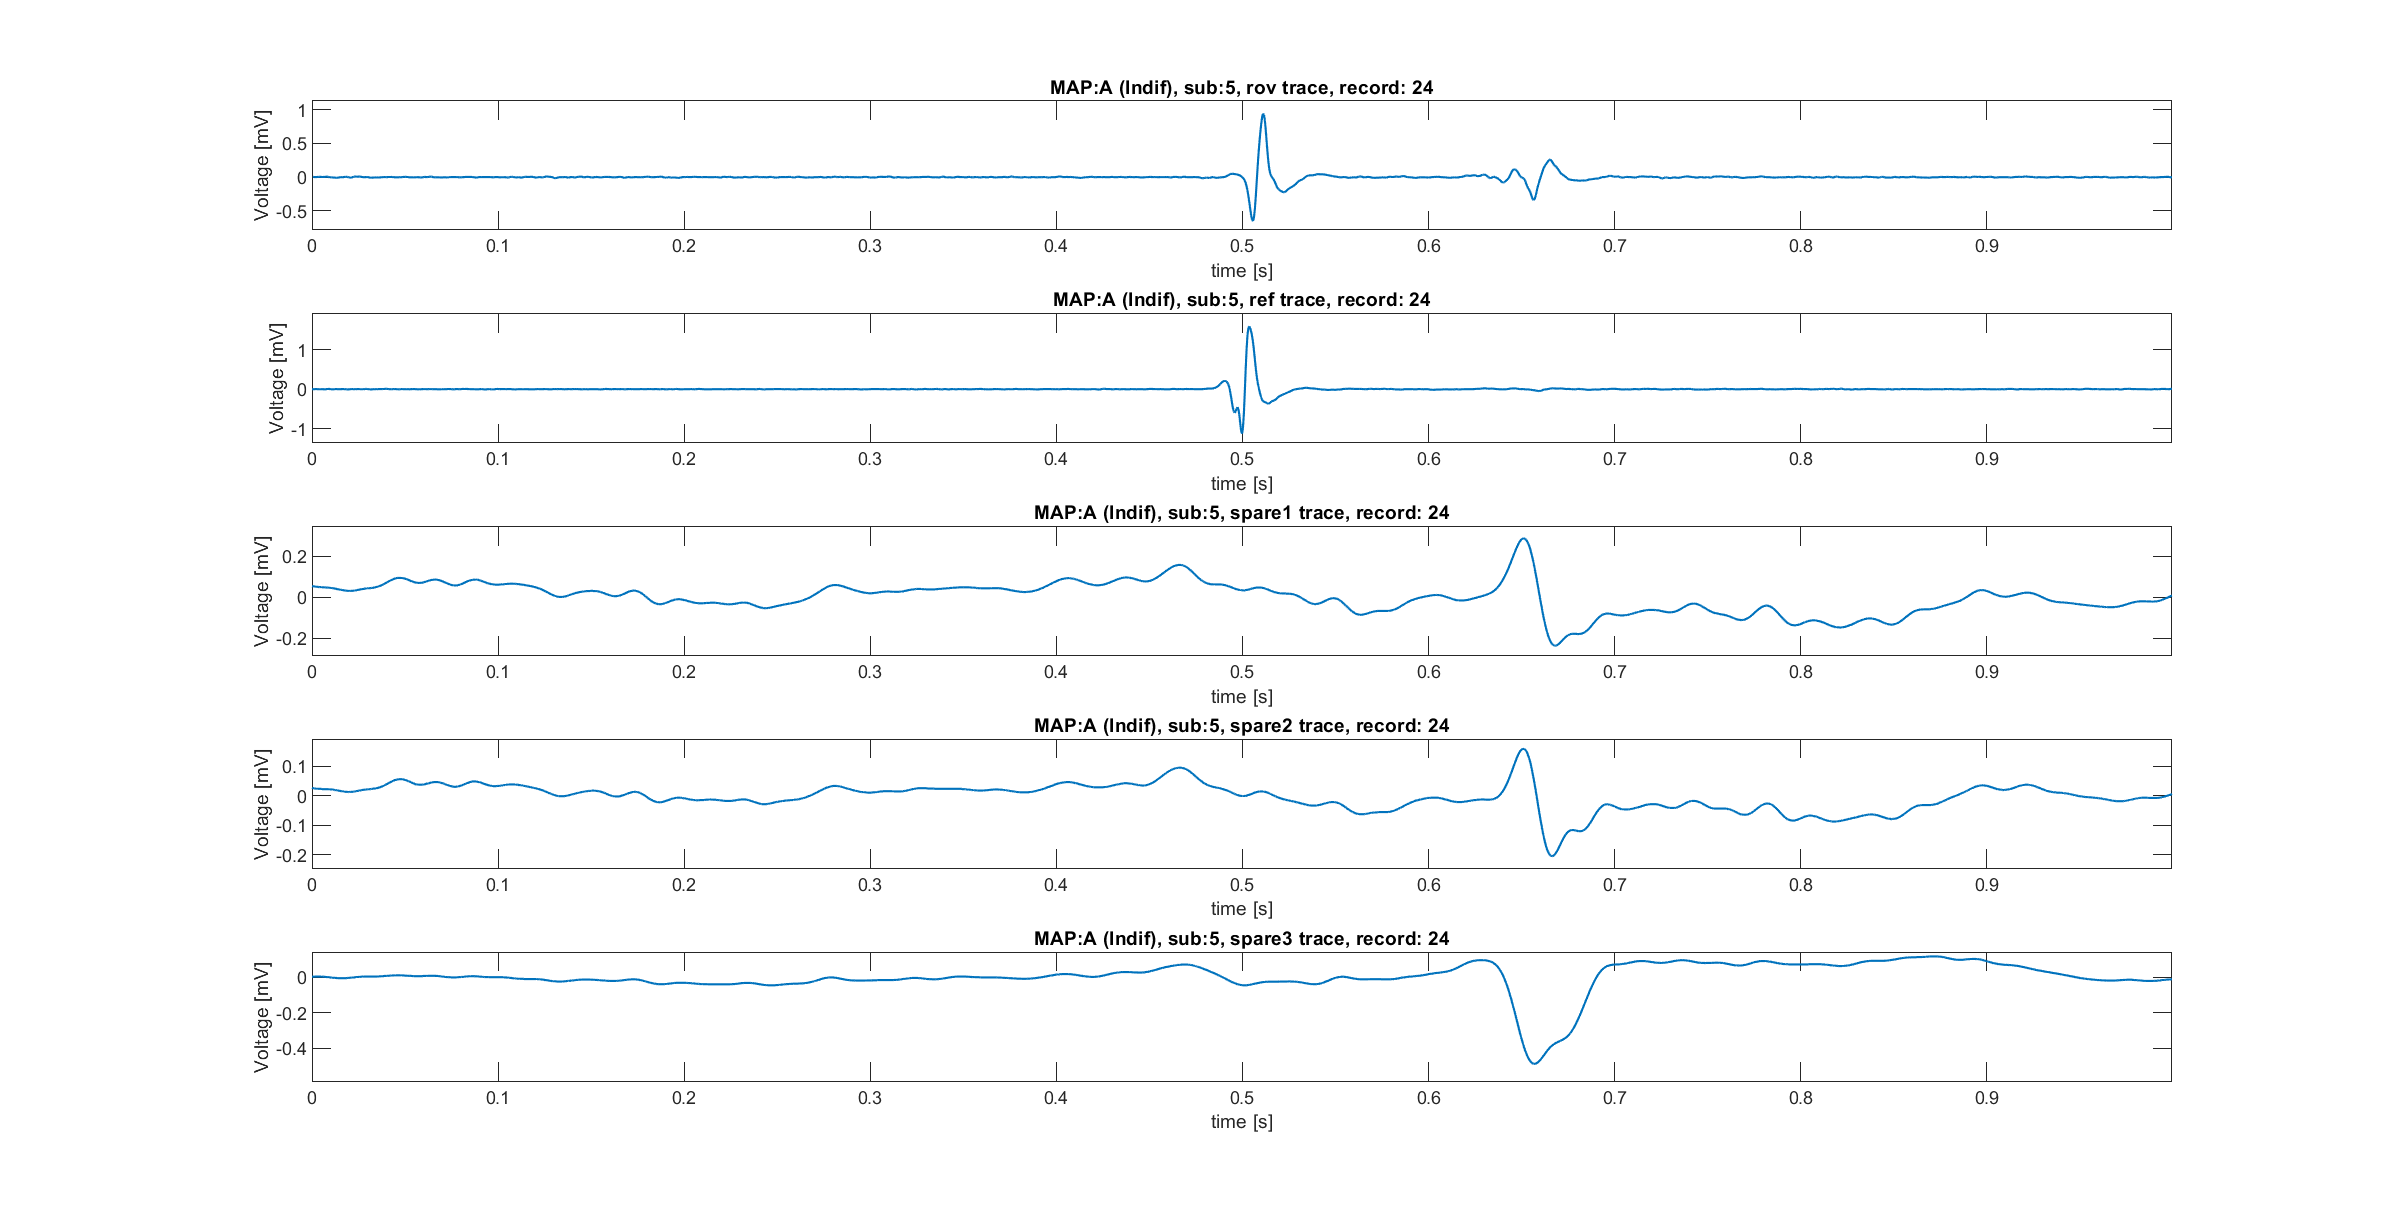 MAP:A (Indif), sub:5, rov trace, record: 24
Voltage [mV]
1
0.5
0
-0.5
0 0.1 0.2 0.3 0.4 0.5 0.6 0.7 0.8 0.9
time [s]
MAP:A (Indif), sub:5, ref trace, record: 24
Voltage [mV]
1
0
-1
0 0.1 0.2 0.3 0.4 0.5 0.6 0.7 0.8 0.9
time [s]
MAP:A (Indif), sub:5, spare1 trace, record: 24
Voltage [mV]
0.2
0
-0.2
0 0.1 0.2 0.3 0.4 0.5 0.6 0.7 0.8 0.9
time [s]
MAP:A (Indif), sub:5, spare2 trace, record: 24
Voltage [mV]
0.1
0
-0.1
-0.2
0 0.1 0.2 0.3 0.4 0.5 0.6 0.7 0.8 0.9
time [s]
MAP:A (Indif), sub:5, spare3 trace, record: 24
Voltage [mV]
0
-0.2
-0.4
0 0.1 0.2 0.3 0.4 0.5 0.6 0.7 0.8 0.9
time [s]